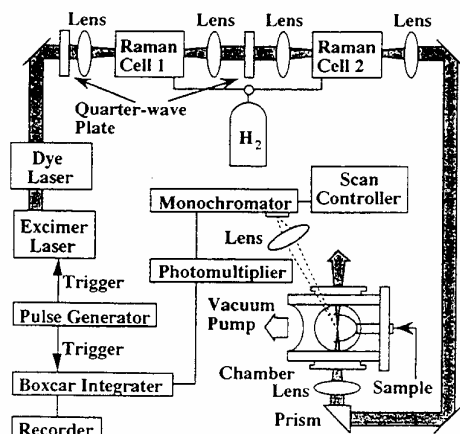 Lens
Lens
Lens
Lens
Raman
Cell 1
Raman
Cell 2
Quarter-wave
Plate
H2
Dye
Laser
Scan
Controller
Monochromator
Excimer
Laser
Lens
Trigger
Photomultiplier
Pulse Generator
Vacuum
Pump
Trigger
Boxcar Integrater
Chamber
Lens
Sample
Prism
Recorder